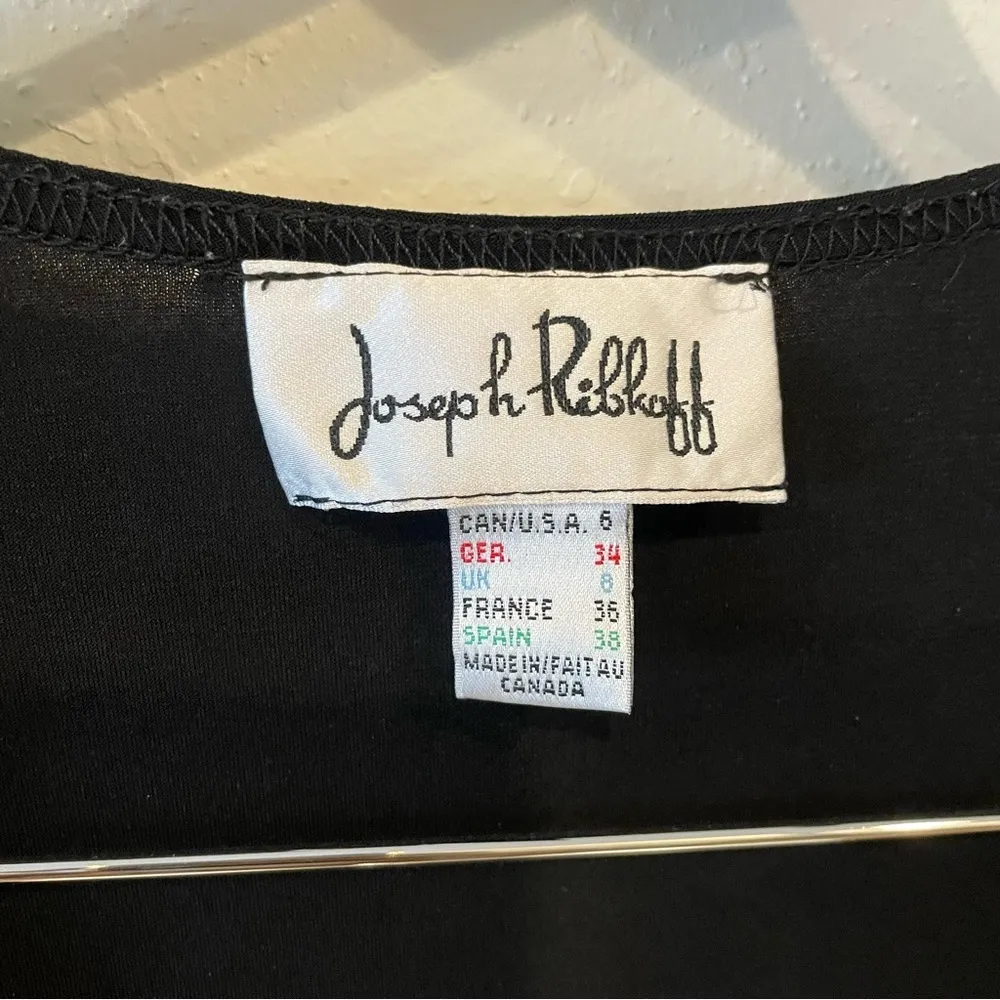 Joseph Ribkoff
CAN/U.S.A. 6
GER. 34
UK 8
FRANCE 36
SPAIN 38
MADE IN/FAIT AU
CANADA